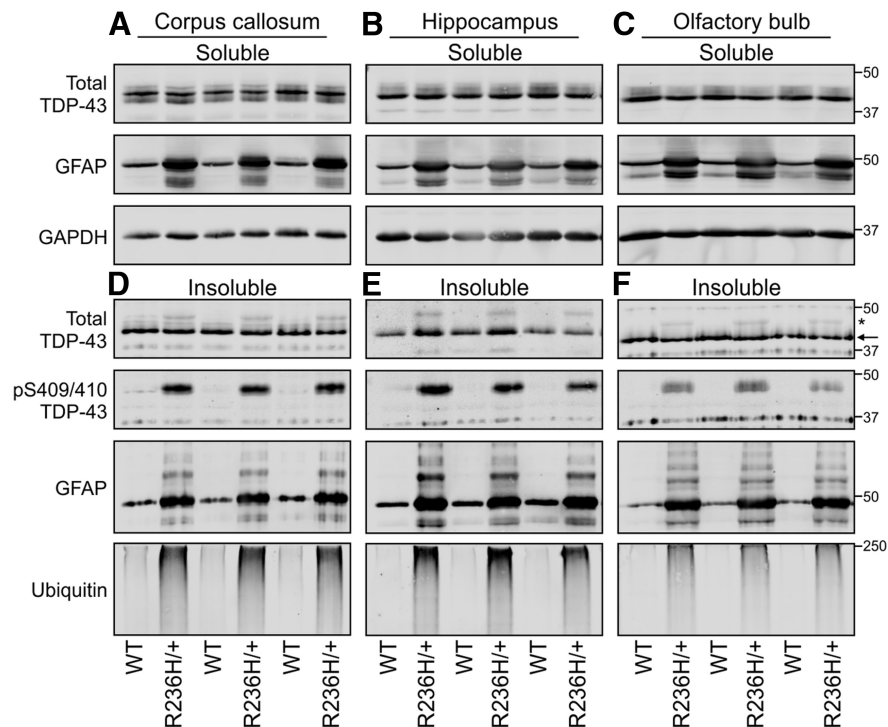 A Corpus callosum
B Hippocampus
C Olfactory bulb
Soluble Soluble Soluble
Total
TDP-43
50
37
GFAP
50
GAPDH
37
D Insoluble
E Insoluble
F Insoluble
Total
TDP-43
50
*
←
37
pS409/410
TDP-43
37
GFAP
50
Ubiquitin
250
WT R236H/+ WT R236H/+ WT R236H/+ WT R236H/+ WT R236H/+ WT R236H/+ WT R236H/+ WT R236H/+ WT R236H/+